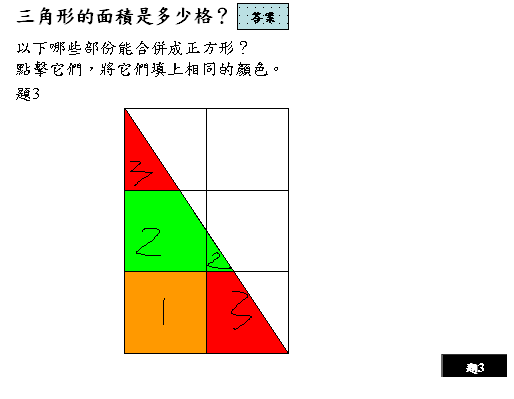 三角形的面積是多少格？ 答案
以下哪些部份能合併成正方形？
點擊它們，將它們填上相同的顏色。
題3
3
2
2
1
3
題3